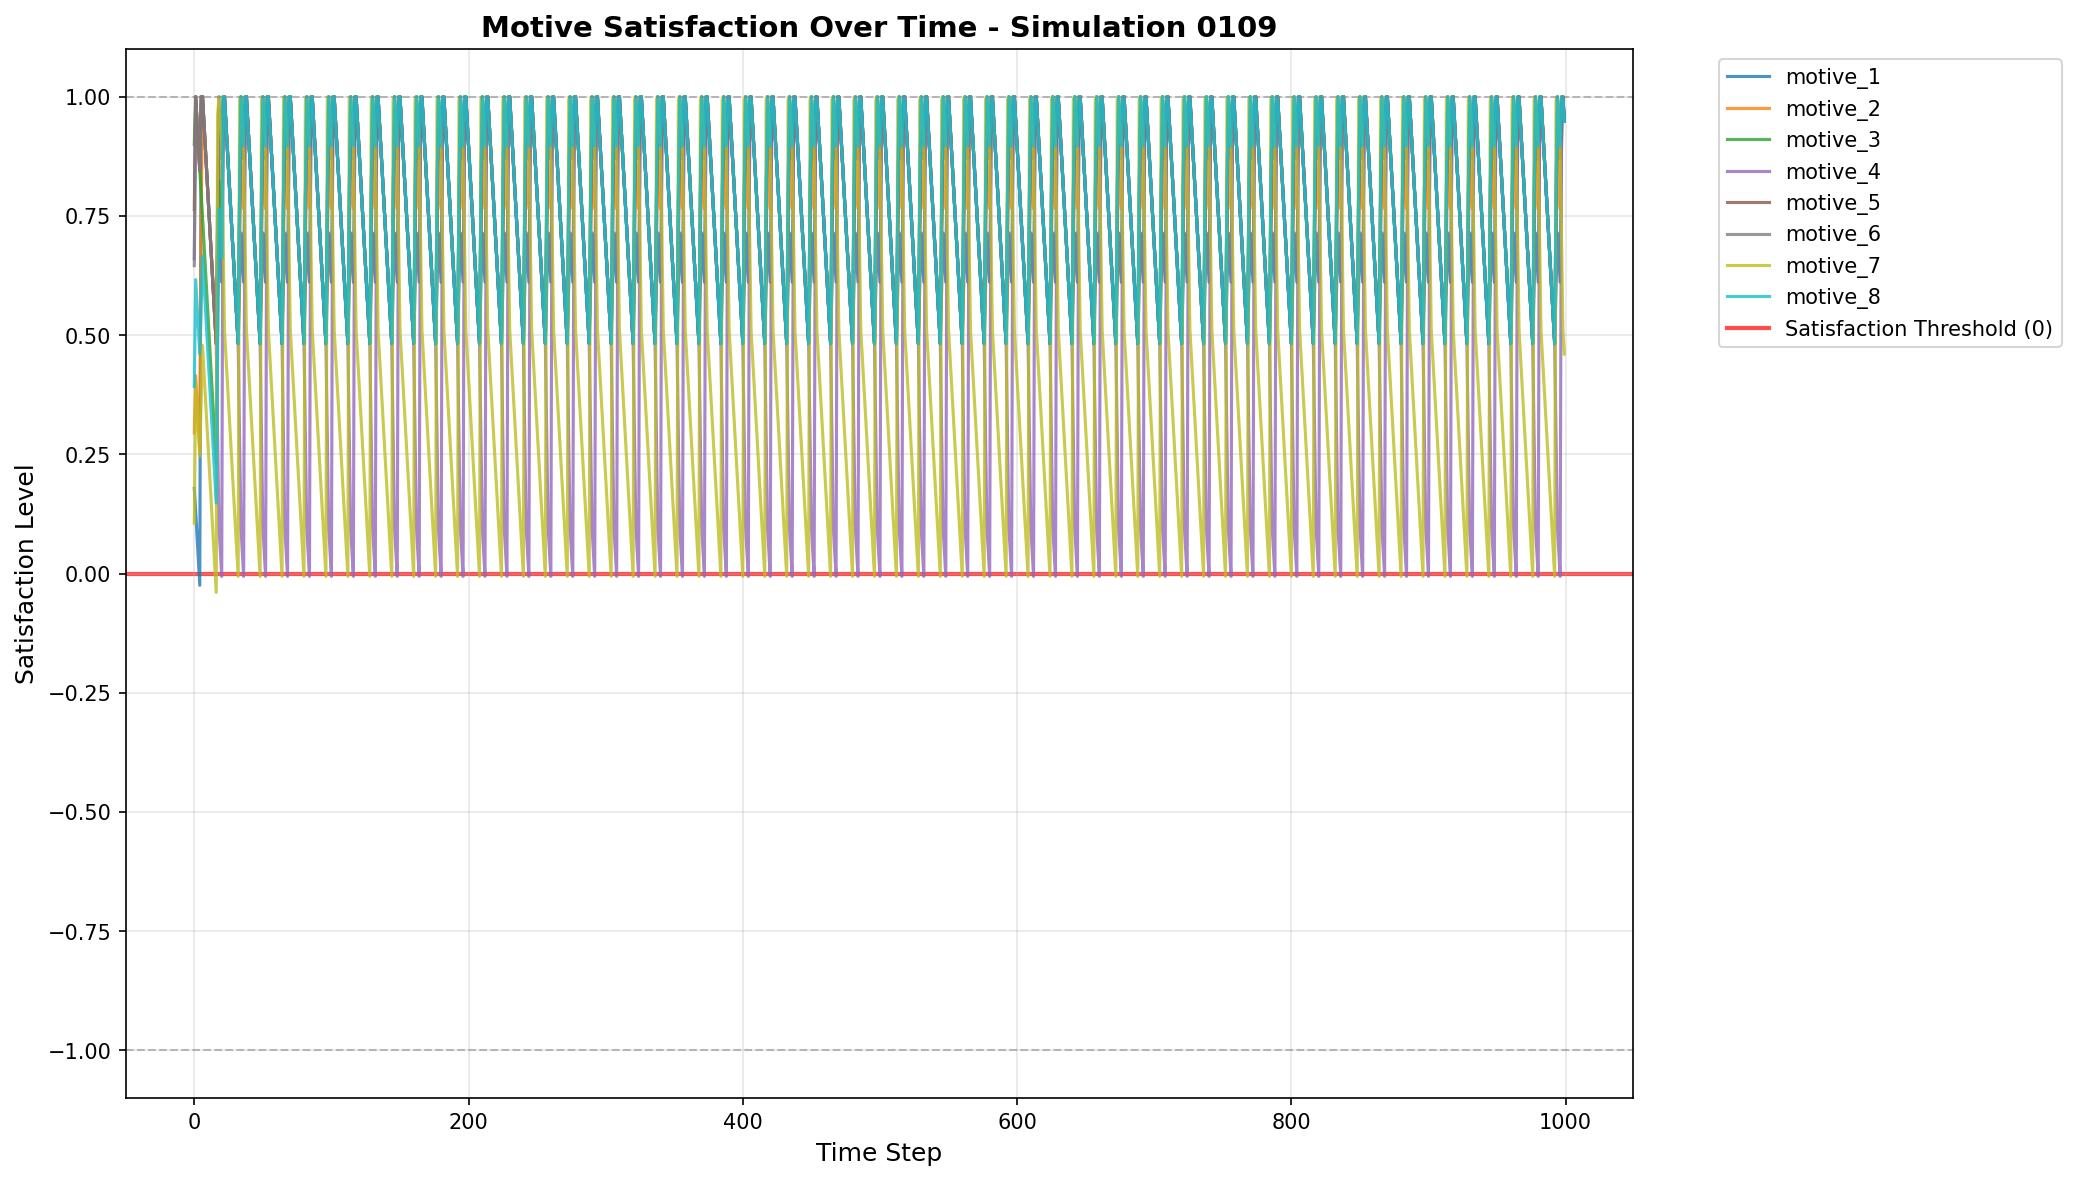 Motive Satisfaction Over Time - Simulation 0109
1.00
0.75
0.50
0.25
0.00
−0.25
−0.50
−0.75
−1.00
Satisfaction Level
0
200
400
600
800
1000
Time Step
motive_1
motive_2
motive_3
motive_4
motive_5
motive_6
motive_7
motive_8
Satisfaction Threshold (0)